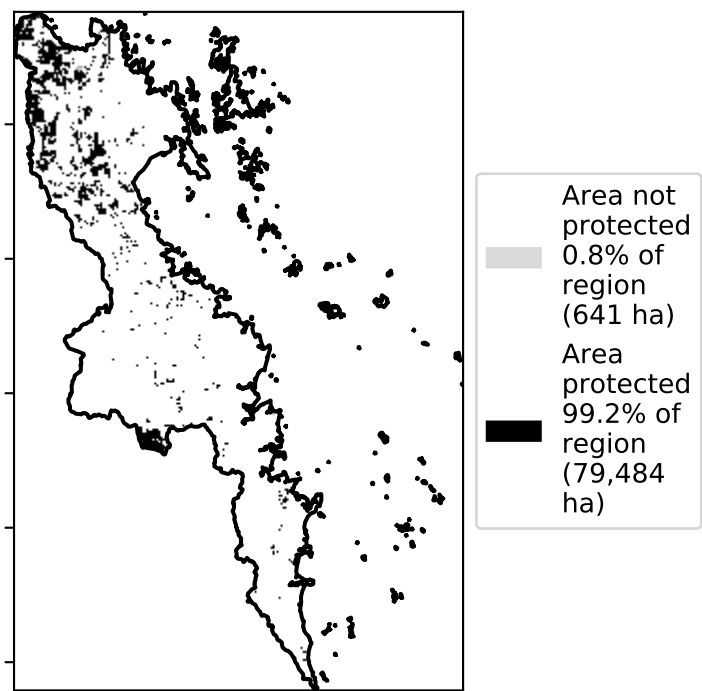 Area not
protected
0.8% of
region
(641 ha)
Area
protected
99.2% of
region
(79,484
ha)